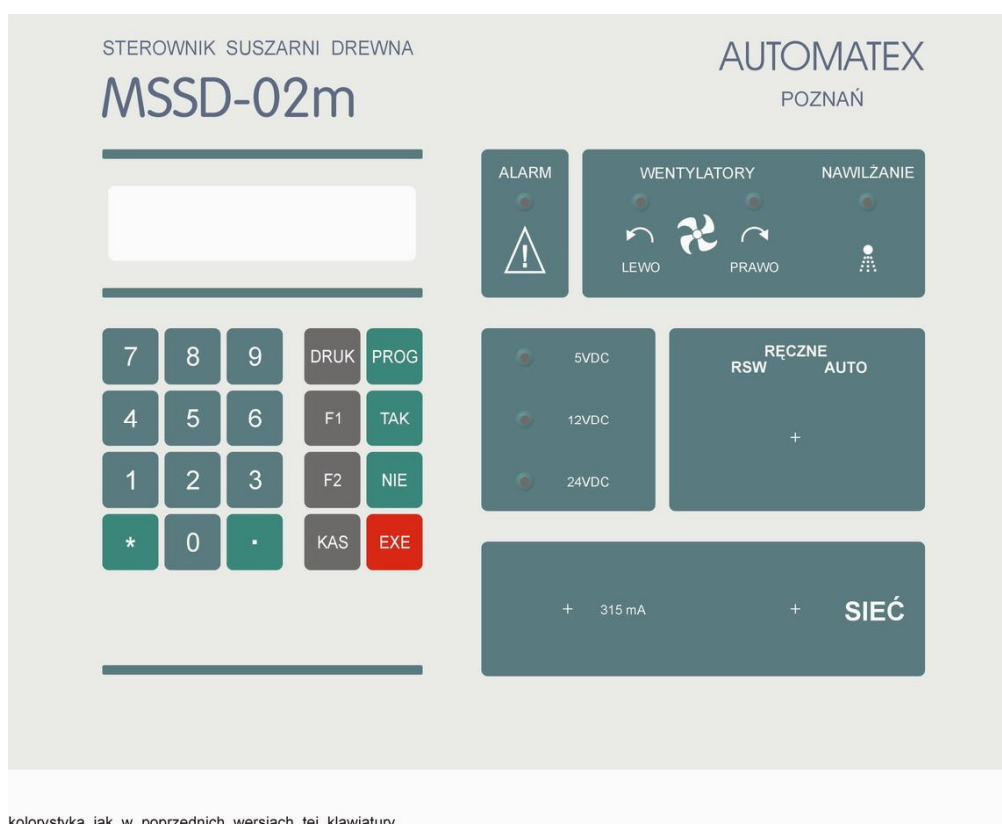 STEROWNIK SUSZARNI DREWNA
MSSD-02m
AUTOMATEX
POZNAŃ
ALARM
WENTYLATORY
NAWILŻANIE
LEWO
PRAWO
7 8 9 DRUK PROG
4 5 6 F1 TAK
1 2 3 F2 NIE
* 0 . KAS EXE
5VDC
12VDC
24VDC
RĘCZNE
RSW AUTO
+
+ 315 mA + SIEĆ
kolorystyka jak w poprzednich wersjach tej klawiatury